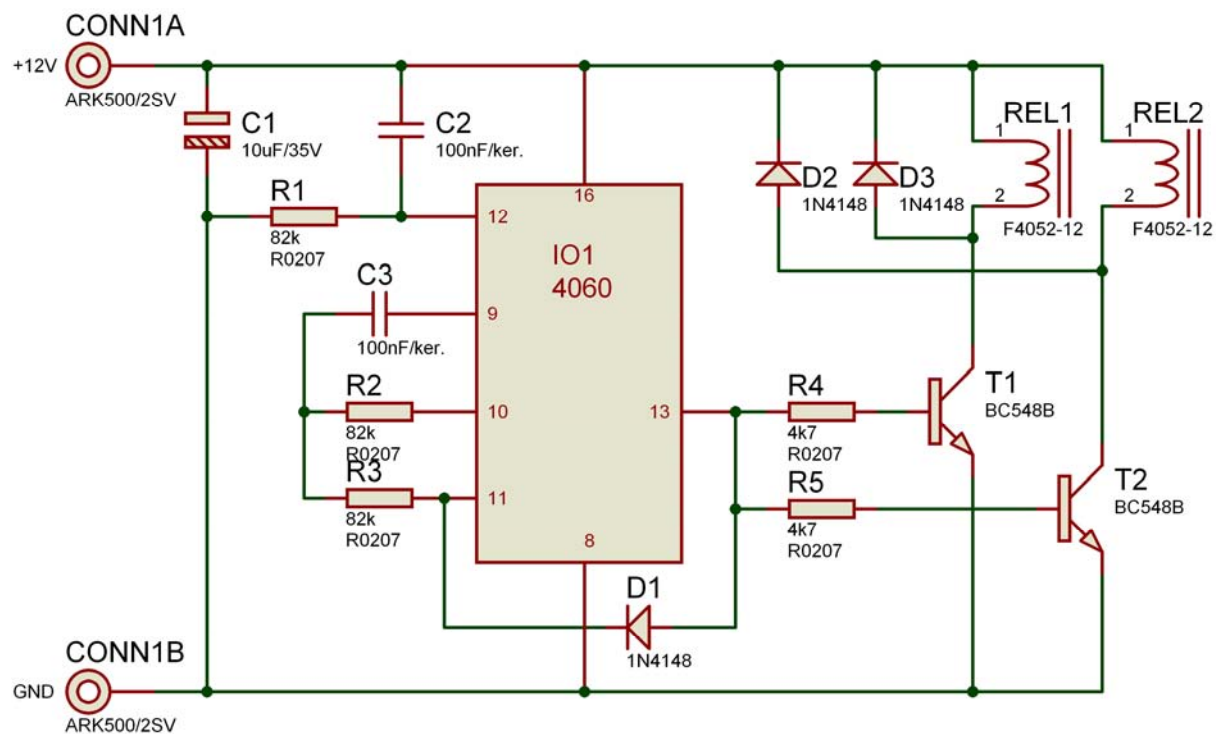 CONN1A
+12V
ARK500/2SV
C1
10uF/35V
C2
100nF/ker.
R1
82k
R0207
C3
100nF/ker.
R2
82k
R0207
R3
82k
R0207
16
12
IO1
4060
9
10
13
11
8
D1
1N4148
D2
1N4148
D3
1N4148
REL1
1
2
F4052-12
REL2
1
2
F4052-12
R4
4k7
R0207
T1
BC548B
R5
4k7
R0207
T2
BC548B
CONN1B
GND
ARK500/2SV